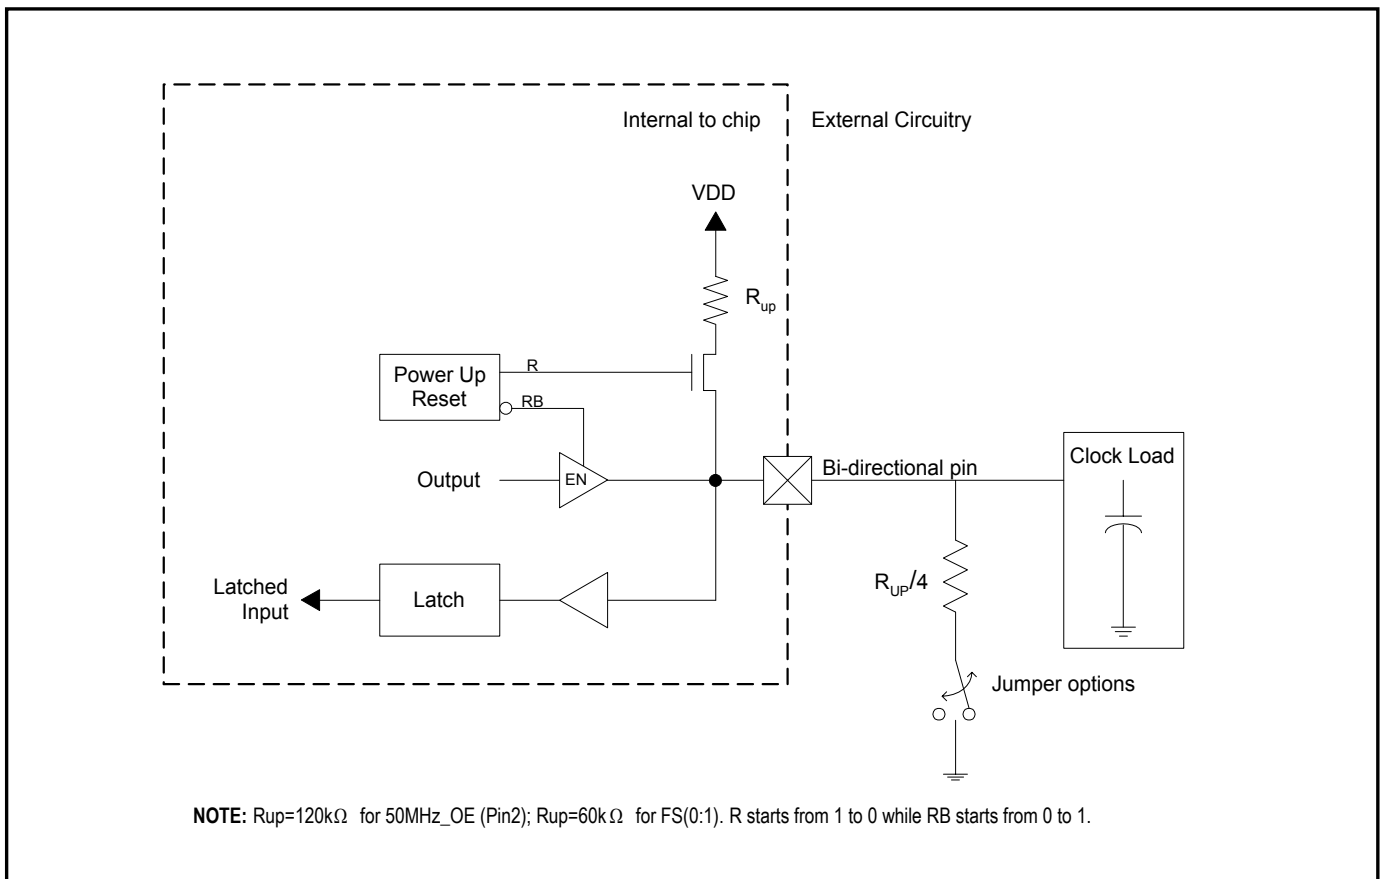 Internal to chip
External Circuitry
VDD
Rup
Power Up
Reset
R
RB
Output
EN
Bi-directional pin
Clock Load
Latched
Input
Latch
RUP/4
Jumper options
NOTE: Rup=120kΩ for 50MHz_OE (Pin2); Rup=60kΩ for FS(0:1). R starts from 1 to 0 while RB starts from 0 to 1.